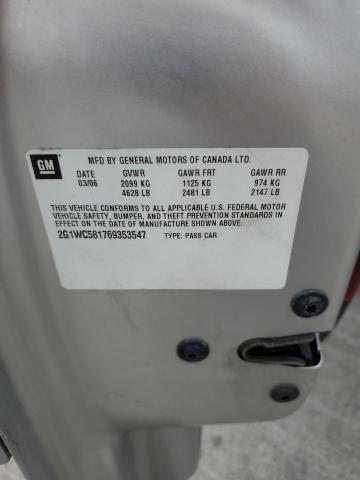 GM
MFD BY GENERAL MOTORS OF CANADA LTD.
DATE GVWR GAWR FRT GAWR RR
03/06 2099 KG 1125 KG 974 KG
4628 LB 2481 LB 2147 LB
THIS VEHICLE CONFORMS TO ALL APPLICABLE U.S. FEDERAL MOTOR
VEHICLE SAFETY, BUMPER, AND THEFT PREVENTION STANDARDS IN
EFFECT ON THE DATE OF MANUFACTURE SHOWN ABOVE.
2G1WC581769353547 TYPE: PASS CAR